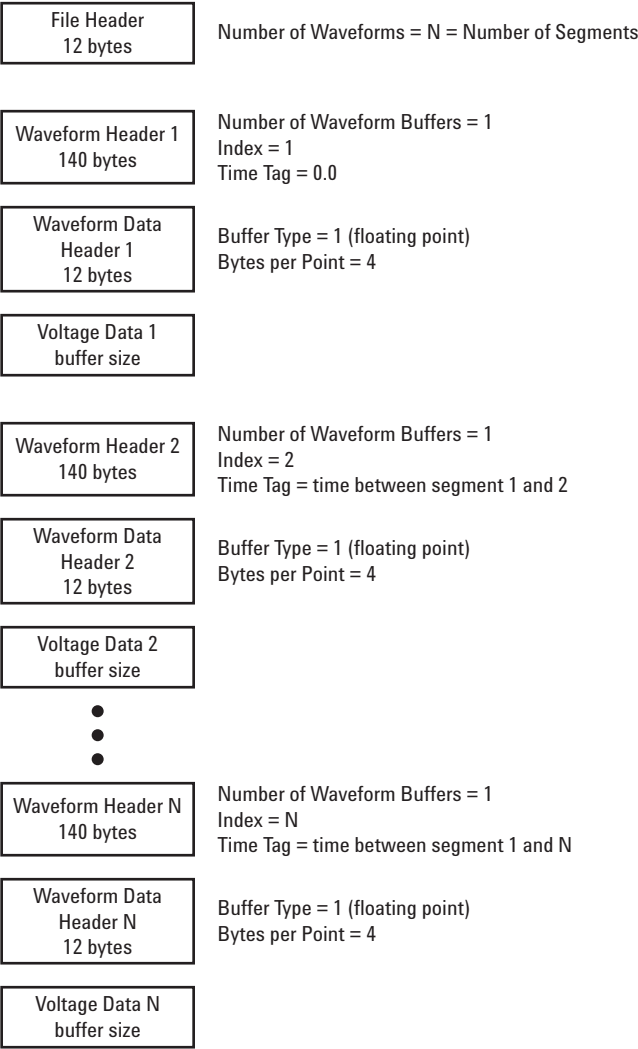 File Header
12 bytes
Number of Waveforms = N = Number of Segments
Waveform Header 1
140 bytes
Number of Waveform Buffers = 1
Index = 1
Time Tag = 0.0
Waveform Data
Header 1
12 bytes
Buffer Type = 1 (floating point)
Bytes per Point = 4
Voltage Data 1
buffer size
Waveform Header 2
140 bytes
Number of Waveform Buffers = 1
Index = 2
Time Tag = time between segment 1 and 2
Waveform Data
Header 2
12 bytes
Buffer Type = 1 (floating point)
Bytes per Point = 4
Voltage Data 2
buffer size
Waveform Header N
140 bytes
Number of Waveform Buffers = 1
Index = N
Time Tag = time between segment 1 and N
Waveform Data
Header N
12 bytes
Buffer Type = 1 (floating point)
Bytes per Point = 4
Voltage Data N
buffer size